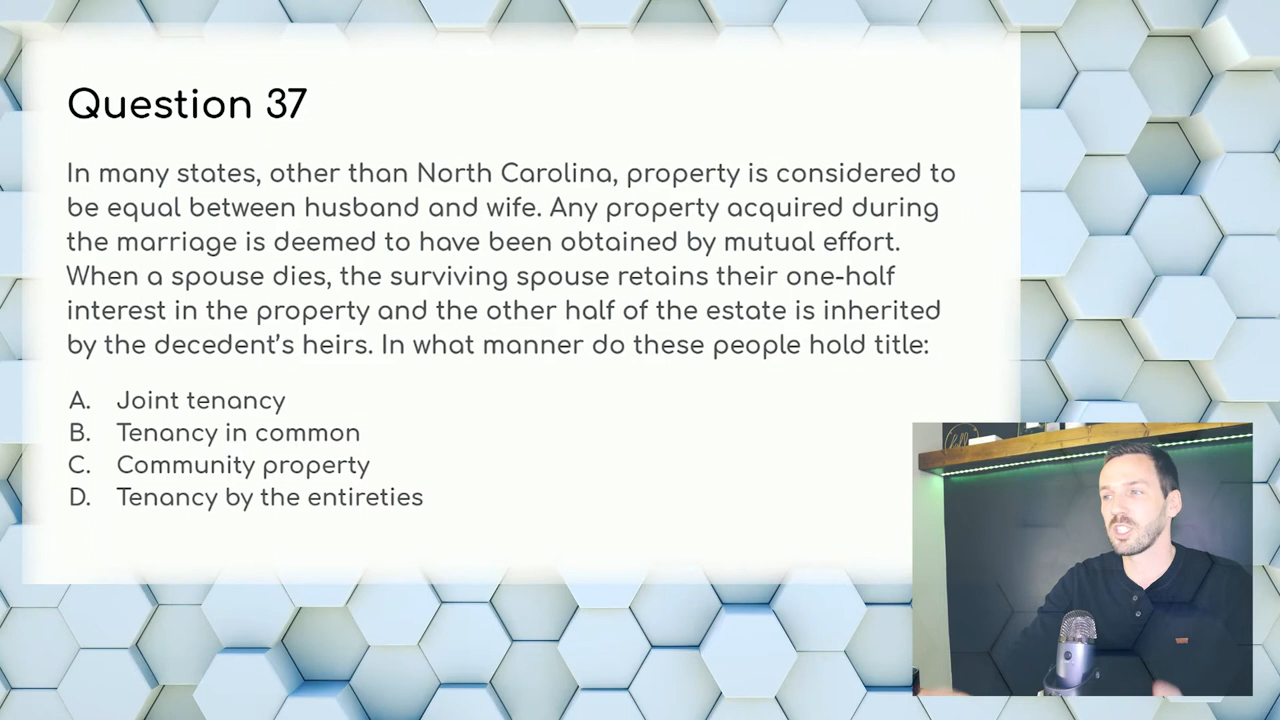 Question 37
In many states, other than North Carolina, property is considered to
be equal between husband and wife. Any property acquired during
the marriage is deemed to have been obtained by mutual effort.
When a spouse dies, the surviving spouse retains their one-half
interest in the property and the other half of the estate is inherited
by the decedent's heirs. In what manner do these people hold title:
A. Joint tenancy
B. Tenancy in common
C. Community property
D. Tenancy by the entireties